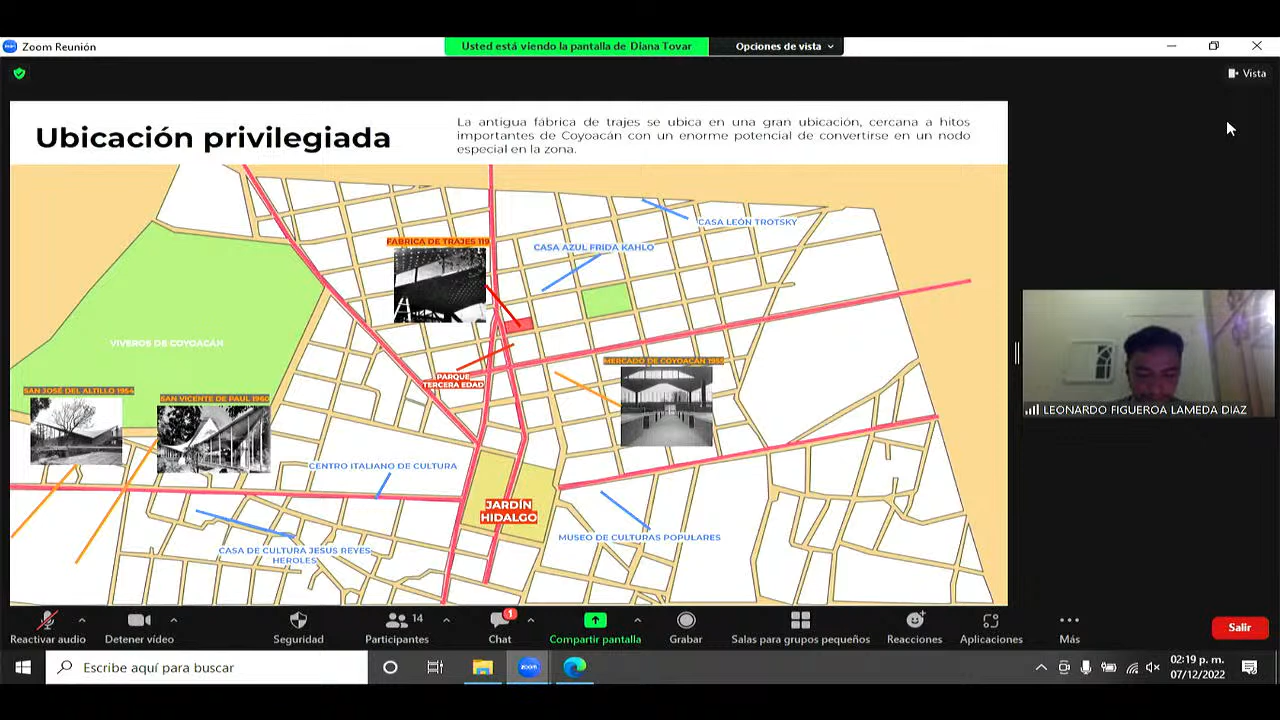 Zoom Reunión
Usted está viendo la pantalla de Diana Tovar
Opciones de vista
Vista
Ubicación privilegiada
La antigua fábrica de trajes se ubica en una gran ubicación, cercana a hitos
importantes de Coyoacán con un enorme potencial de convertirse en un nodo
especial en la zona.
CASA LEÓN TROTSKY
FABRICA DE TRAJES 119
CASA AZUL FRIDA KAHLO
VIVEROS DE COYOACÁN
MERCADO DE COYOACÁN 1955
PARQUE
TERCERA EDAD
SAN JOSÉ DEL ALTILLO 1954
SAN VICENTE DE PAUL 1960
LEONARDO FIGUEROA LAMEDA DIAZ
CENTRO ITALIANO DE CULTURA
JARDÍN
HIDALGO
MUSEO DE CULTURAS POPULARES
CASA DE CULTURA JESUS REYES
HEROLES
Reactivar audio
Detener vídeo
Seguridad
Participantes
14
Chat
1
Compartir pantalla
Grabar
Salas para grupos pequeños
Reacciones
Aplicaciones
Más
Salir
Escribe aquí para buscar
zoom
02:19 p. m.
07/12/2022